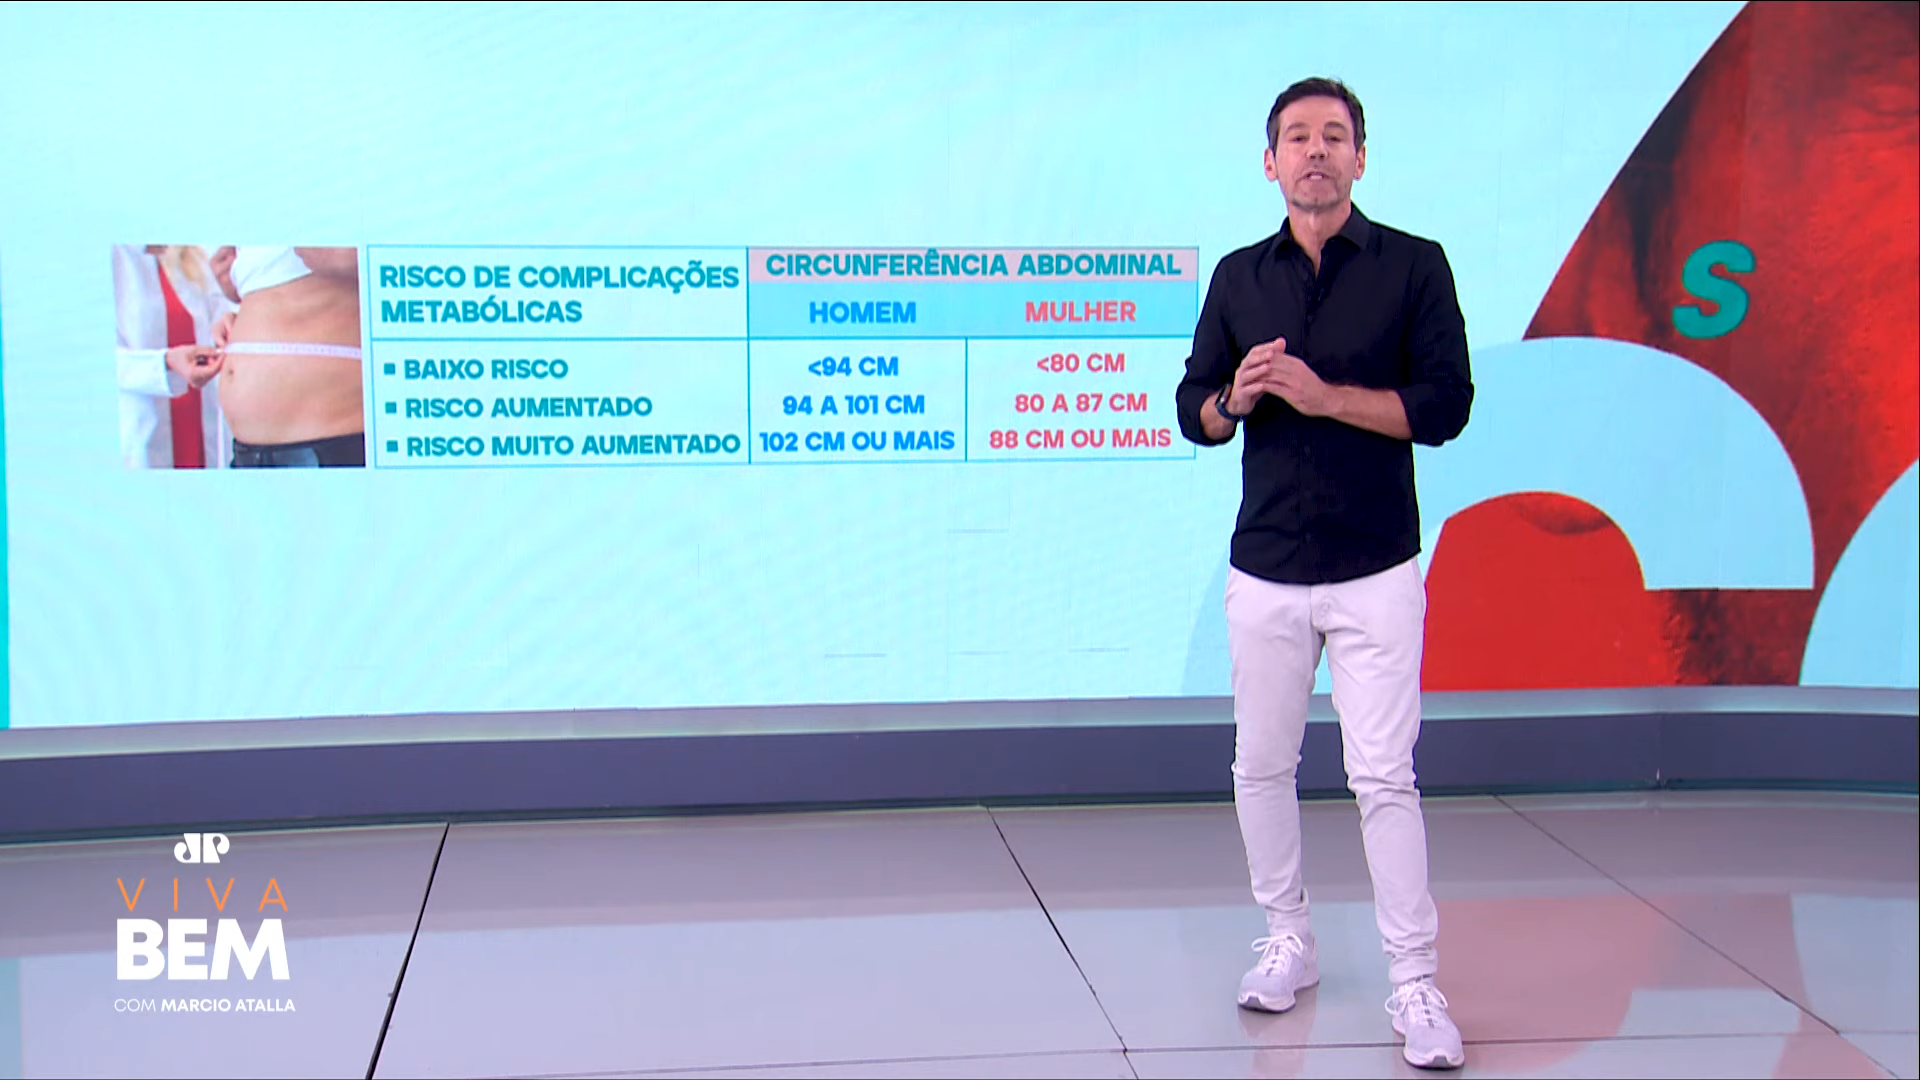 RISCO DE COMPLICAÇÕES
METABÓLICAS
CIRCUNFERÊNCIA ABDOMINAL
HOMEM
MULHER
▪ BAIXO RISCO
<94 CM
<80 CM
▪ RISCO AUMENTADO
94 A 101 CM
80 A 87 CM
▪ RISCO MUITO AUMENTADO
102 CM OU MAIS
88 CM OU MAIS
S
JP
VIVA
BEM
COM MARCIO ATALLA